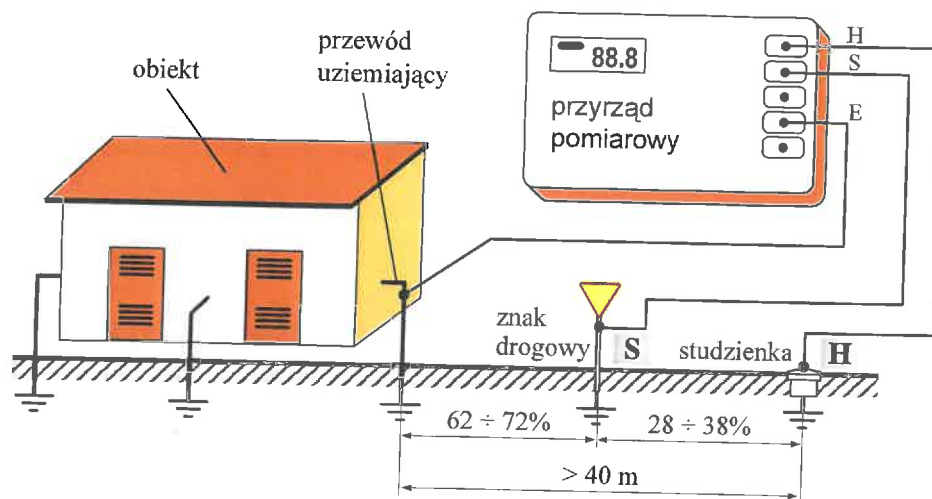 obiekt
przewód
uziemiający
88.8
przyrząd
pomiarowy
H
S
E
znak
drogowy
S
studzienka
H
62 ÷ 72%
28 ÷ 38%
> 40 m